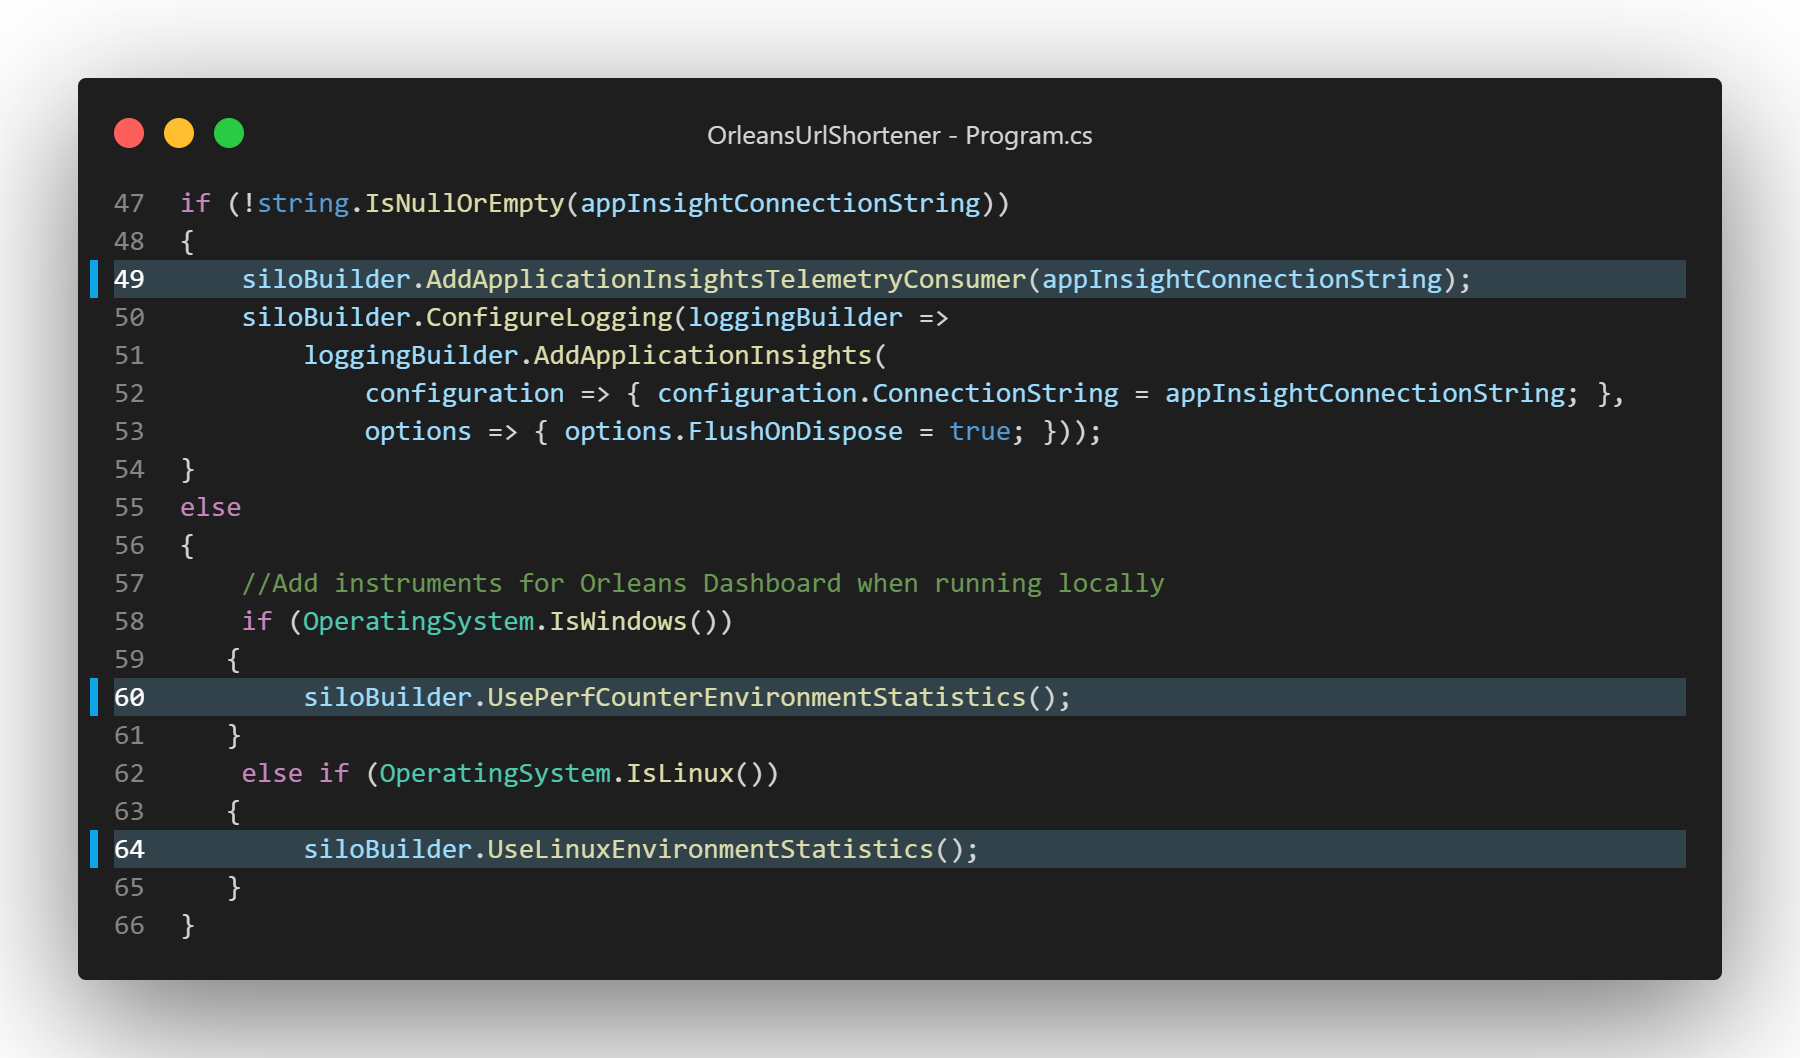 OrleansUrlShortener - Program.cs
47 if (!string.IsNullOrEmpty(appInsightConnectionString))
48 {
49     siloBuilder.AddApplicationInsightsTelemetryConsumer(appInsightConnectionString);
50     siloBuilder.ConfigureLogging(loggingBuilder =>
51         loggingBuilder.AddApplicationInsights(
52             configuration => { configuration.ConnectionString = appInsightConnectionString; },
53             options => { options.FlushOnDispose = true; }));
54 }
55 else
56 {
57     //Add instruments for Orleans Dashboard when running locally
58     if (OperatingSystem.IsWindows())
59    {
60         siloBuilder.UsePerfCounterEnvironmentStatistics();
61    }
62     else if (OperatingSystem.IsLinux())
63    {
64         siloBuilder.UseLinuxEnvironmentStatistics();
65    }
66 }